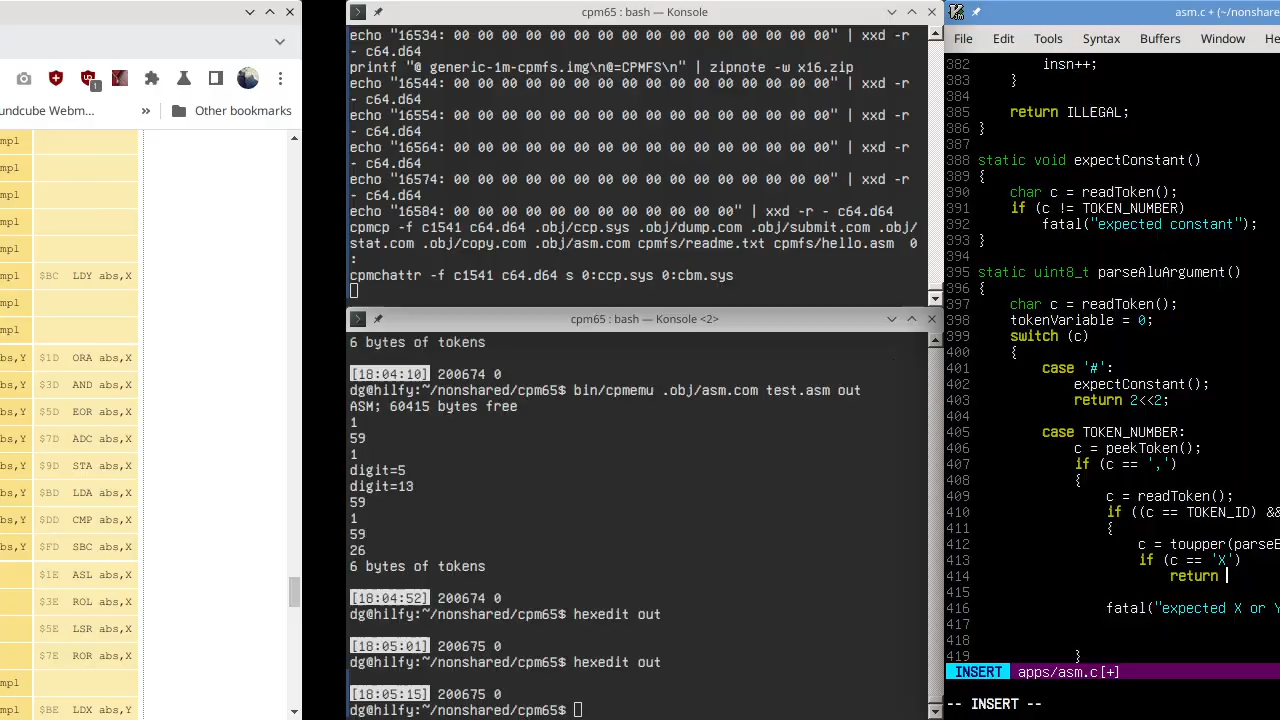 1
undcube Webm...
»
Other bookmarks
mpl
mpl
mpl
mpl
mpl
mpl $BC LDY abs,X
mpl
mpl
bs,Y $1D ORA abs,X
bs,Y $3D AND abs,X
bs,Y $5D EOR abs,X
bs,Y $7D ADC abs,X
bs,Y $9D STA abs,X
bs,Y $BD LDA abs,X
bs,Y $DD CMP abs,X
bs,Y $FD SBC abs,X
$1E ASL abs,X
$3E ROL abs,X
$5E LSR abs,X
$7E ROR abs,X
mpl
bs,Y $BE LDX abs,Y
cpm65 : bash — Konsole
echo "16534: 00 00 00 00 00 00 00 00 00 00" | xxd -r
- c64.d64
printf "@ generic-1m-cpmfs.img\n@=CPMFS\n" | zipnote -w x16.zip
echo "16544: 00 00 00 00 00 00 00 00 00 00" | xxd -r
- c64.d64
echo "16554: 00 00 00 00 00 00 00 00 00 00" | xxd -r
- c64.d64
echo "16564: 00 00 00 00 00 00 00 00 00 00" | xxd -r
- c64.d64
echo "16574: 00 00 00 00 00 00 00 00 00 00" | xxd -r
- c64.d64
echo "16584: 00 00 00 00 00 00 00 00 00" | xxd -r - c64.d64
cpmcp -f c1541 c64.d64 .obj/ccp.sys .obj/dump.com .obj/submit.com .obj/
stat.com .obj/copy.com .obj/asm.com cpmfs/readme.txt cpmfs/hello.asm  0
:
cpmchattr -f c1541 c64.d64 s 0:ccp.sys 0:cbm.sys
cpm65 : bash — Konsole <2>
6 bytes of tokens
[18:04:10] 200674 0
dg@hilfy:~/nonshared/cpm65$ bin/cpmemu .obj/asm.com test.asm out
ASM; 60415 bytes free
1
59
1
digit=5
digit=13
59
1
59
26
6 bytes of tokens
[18:04:52] 200674 0
dg@hilfy:~/nonshared/cpm65$ hexedit out
[18:05:01] 200675 0
dg@hilfy:~/nonshared/cpm65$ hexedit out
[18:05:15] 200675 0
dg@hilfy:~/nonshared/cpm65$
asm.c + (~/nonshare
File Edit Tools Syntax Buffers Window He
382         insn++;
383     }
384
385     return ILLEGAL;
386 }
387
388 static void expectConstant()
389 {
390     char c = readToken();
391     if (c != TOKEN_NUMBER)
392         fatal("expected constant");
393 }
394
395 static uint8_t parseAluArgument()
396 {
397     char c = readToken();
398     tokenVariable = 0;
399     switch (c)
400     {
401         case '#':
402             expectConstant();
403             return 2<<2;
404
405         case TOKEN_NUMBER:
406             c = peekToken();
407             if (c == ',')
408             {
409                 c = readToken();
410                 if ((c == TOKEN_ID) &&
411                 {
412                     c = toupper(parseB
413                     if (c == 'X')
414                         return
415
416                 fatal("expected X or Y
417
418
419             }
INSERT apps/asm.c[+]
-- INSERT --